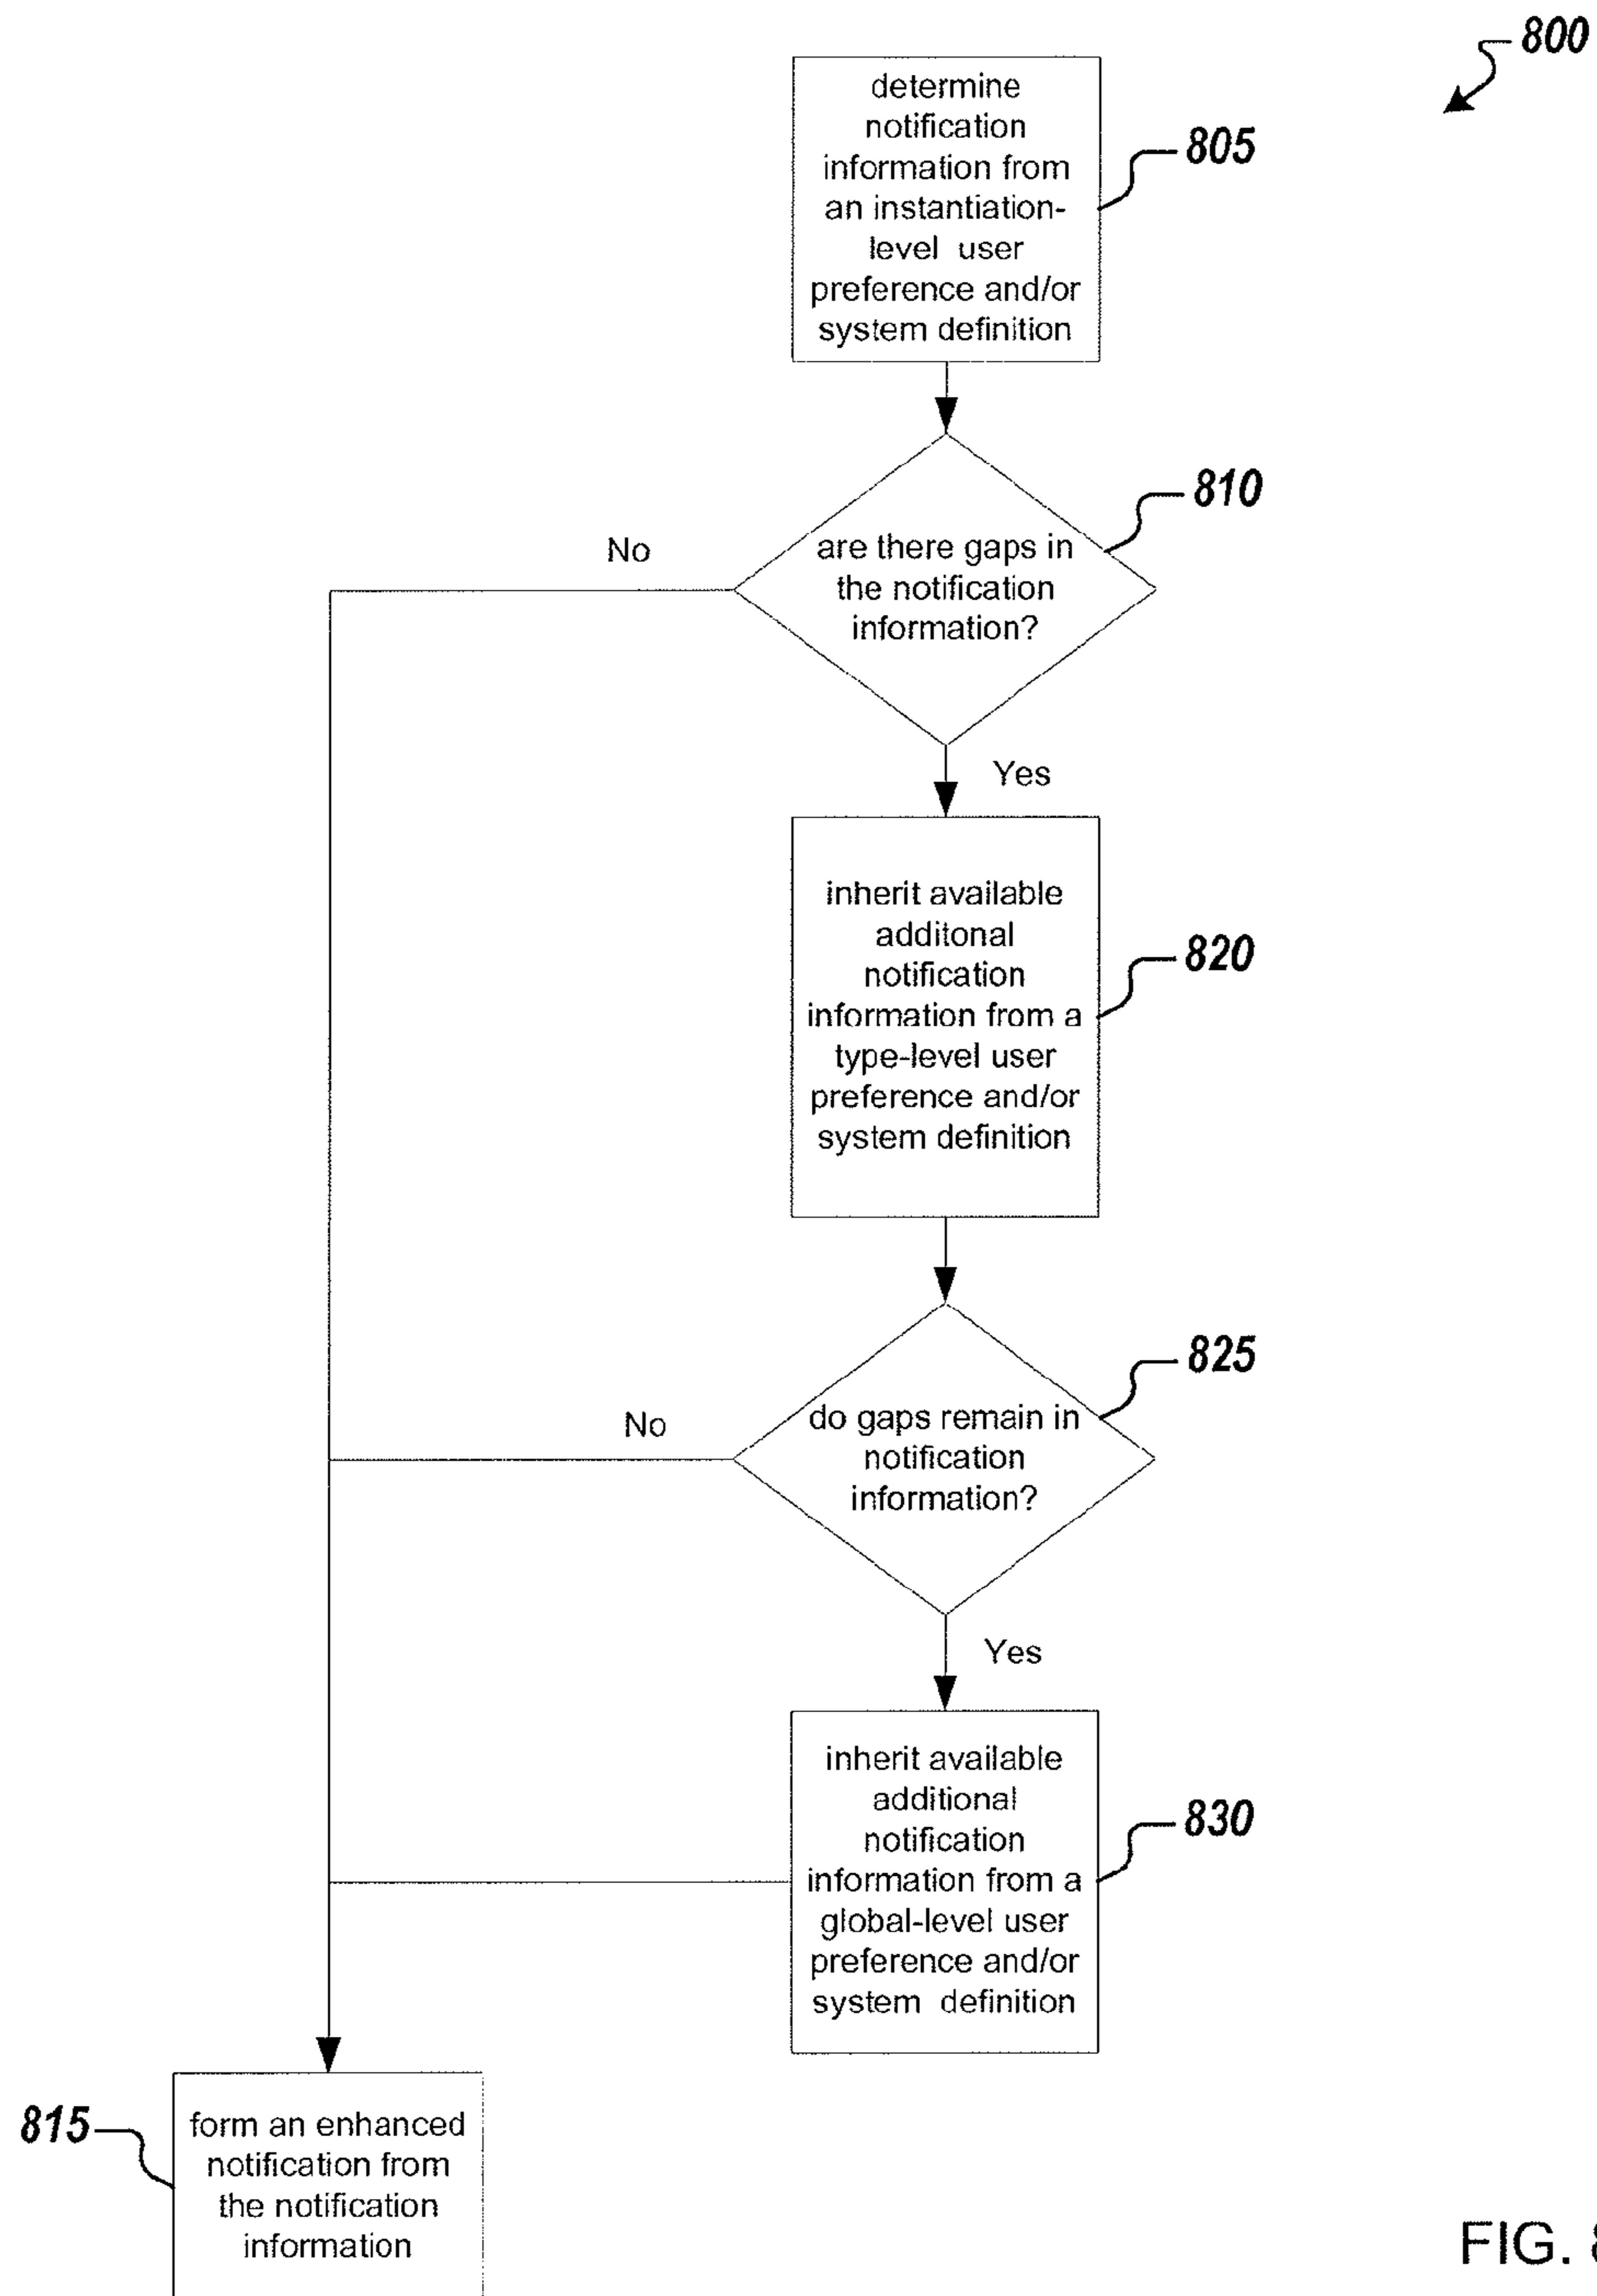 800
determine
notification
information from
an instantiation-
level user
preference and/or
system definition
805
810
are there gaps in
the notification
information?
No
Yes
inherit available
additonal
notification
information from a
type-level user
preference and/or
system definition
820
825
do gaps remain in
notification
information?
No
Yes
inherit available
additional
notification
information from a
global-level user
preference and/or
system definition
830
815
form an enhanced
notification from
the notification
information
FIG. 8